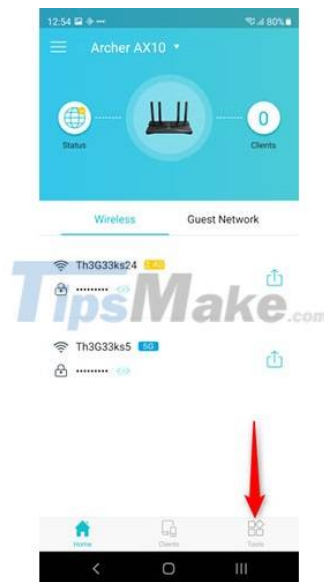 12:54 80%
Archer AX10
0
Status Clients
Wireless Guest Network
Th3G33ks24 2.4G
•••••••••
TipsMake.com
Th3G33ks5 5G
•••••••••
Home Clients Tools